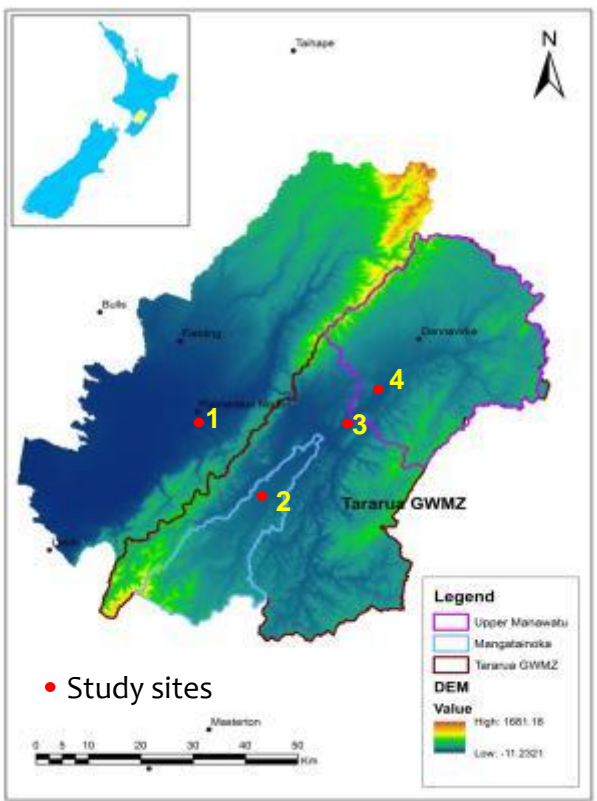 Taihape
N
Bulls
Feilding
Dannevirke
4
1
3
2
Tararua GWMZ
Legend
Upper Manawatu
Mangatainoka
Tararua GWMZ
DEM
Value
High: 1681.18
Low: -11.2321
Study sites
Masterton
0 5 10 20 30 40 50
Km